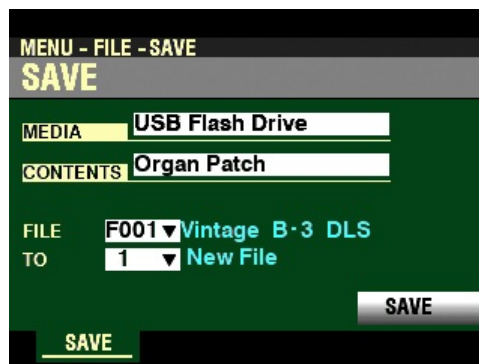 MENU - FILE - SAVE
SAVE
MEDIA USB Flash Drive
CONTENTS Organ Patch
FILE F001 ▼ Vintage B-3 DLS
TO 1 ▼ New File
SAVE
SAVE